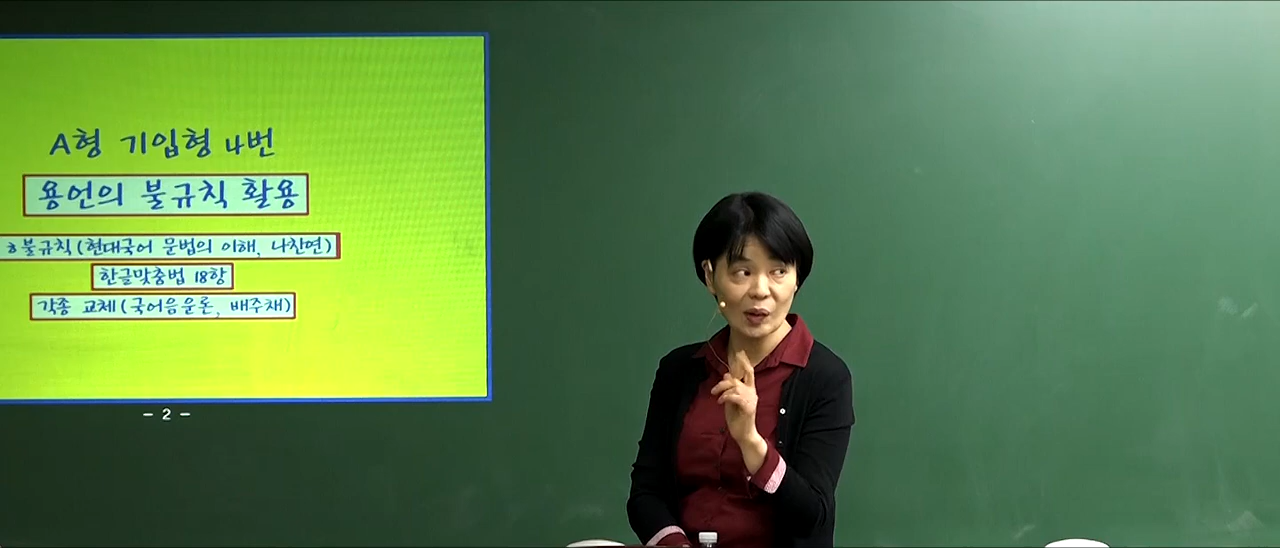 A형 기입형 4번
용언의 불규칙 활용
ㅎ불규칙(현대국어 문법의 이해, 나찬연)
한글맞춤법 18항
각종 교체(국어음운론, 배주채)
- 2 -